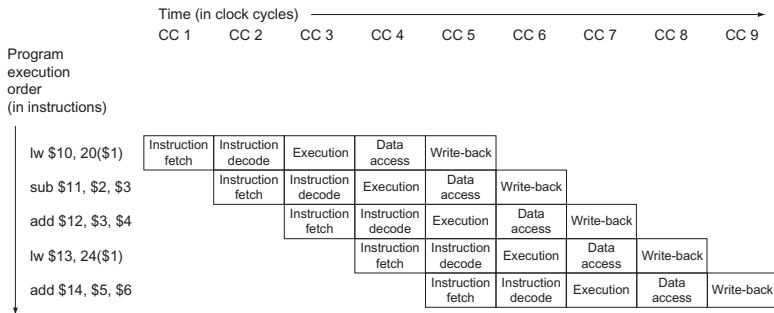 Time (in clock cycles)
CC 1 CC 2 CC 3 CC 4 CC 5 CC 6 CC 7 CC 8 CC 9
Program
execution
order
(in instructions)
lw $10, 20($1) Instruction fetch Instruction decode Execution Data access Write-back
sub $11, $2, $3 Instruction fetch Instruction decode Execution Data access Write-back
add $12, $3, $4 Instruction fetch Instruction decode Execution Data access Write-back
lw $13, 24($1) Instruction fetch Instruction decode Execution Data access Write-back
add $14, $5, $6 Instruction fetch Instruction decode Execution Data access Write-back